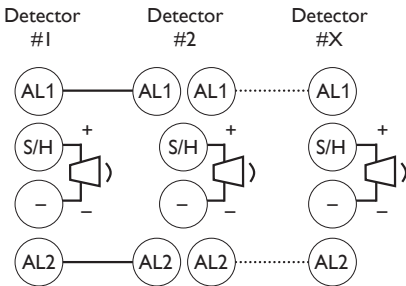 Detector Detector Detector
#1 #2 #X
AL1 AL1 AL1 AL1
+ + +
S/H S/H S/H
– – –
– – –
AL2 AL2 AL2 AL2